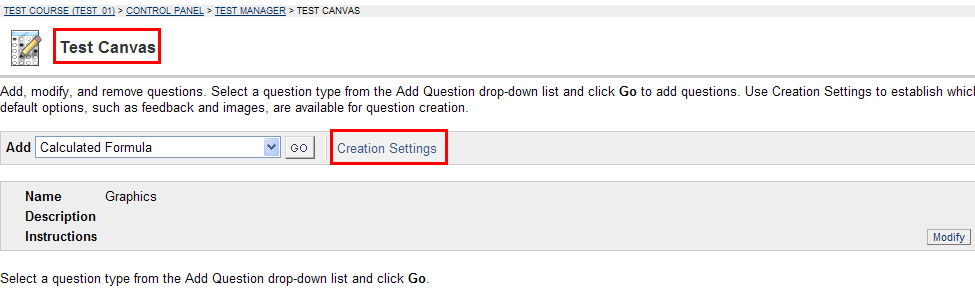 TEST COURSE (TEST_01) > CONTROL PANEL > TEST MANAGER > TEST CANVAS
Test Canvas
Add, modify, and remove questions. Select a question type from the Add Question drop-down list and click Go to add questions. Use Creation Settings to establish which
default options, such as feedback and images, are available for question creation.
Add Calculated Formula GO Creation Settings
Name Graphics
Description
Instructions
Modify
Select a question type from the Add Question drop-down list and click Go.